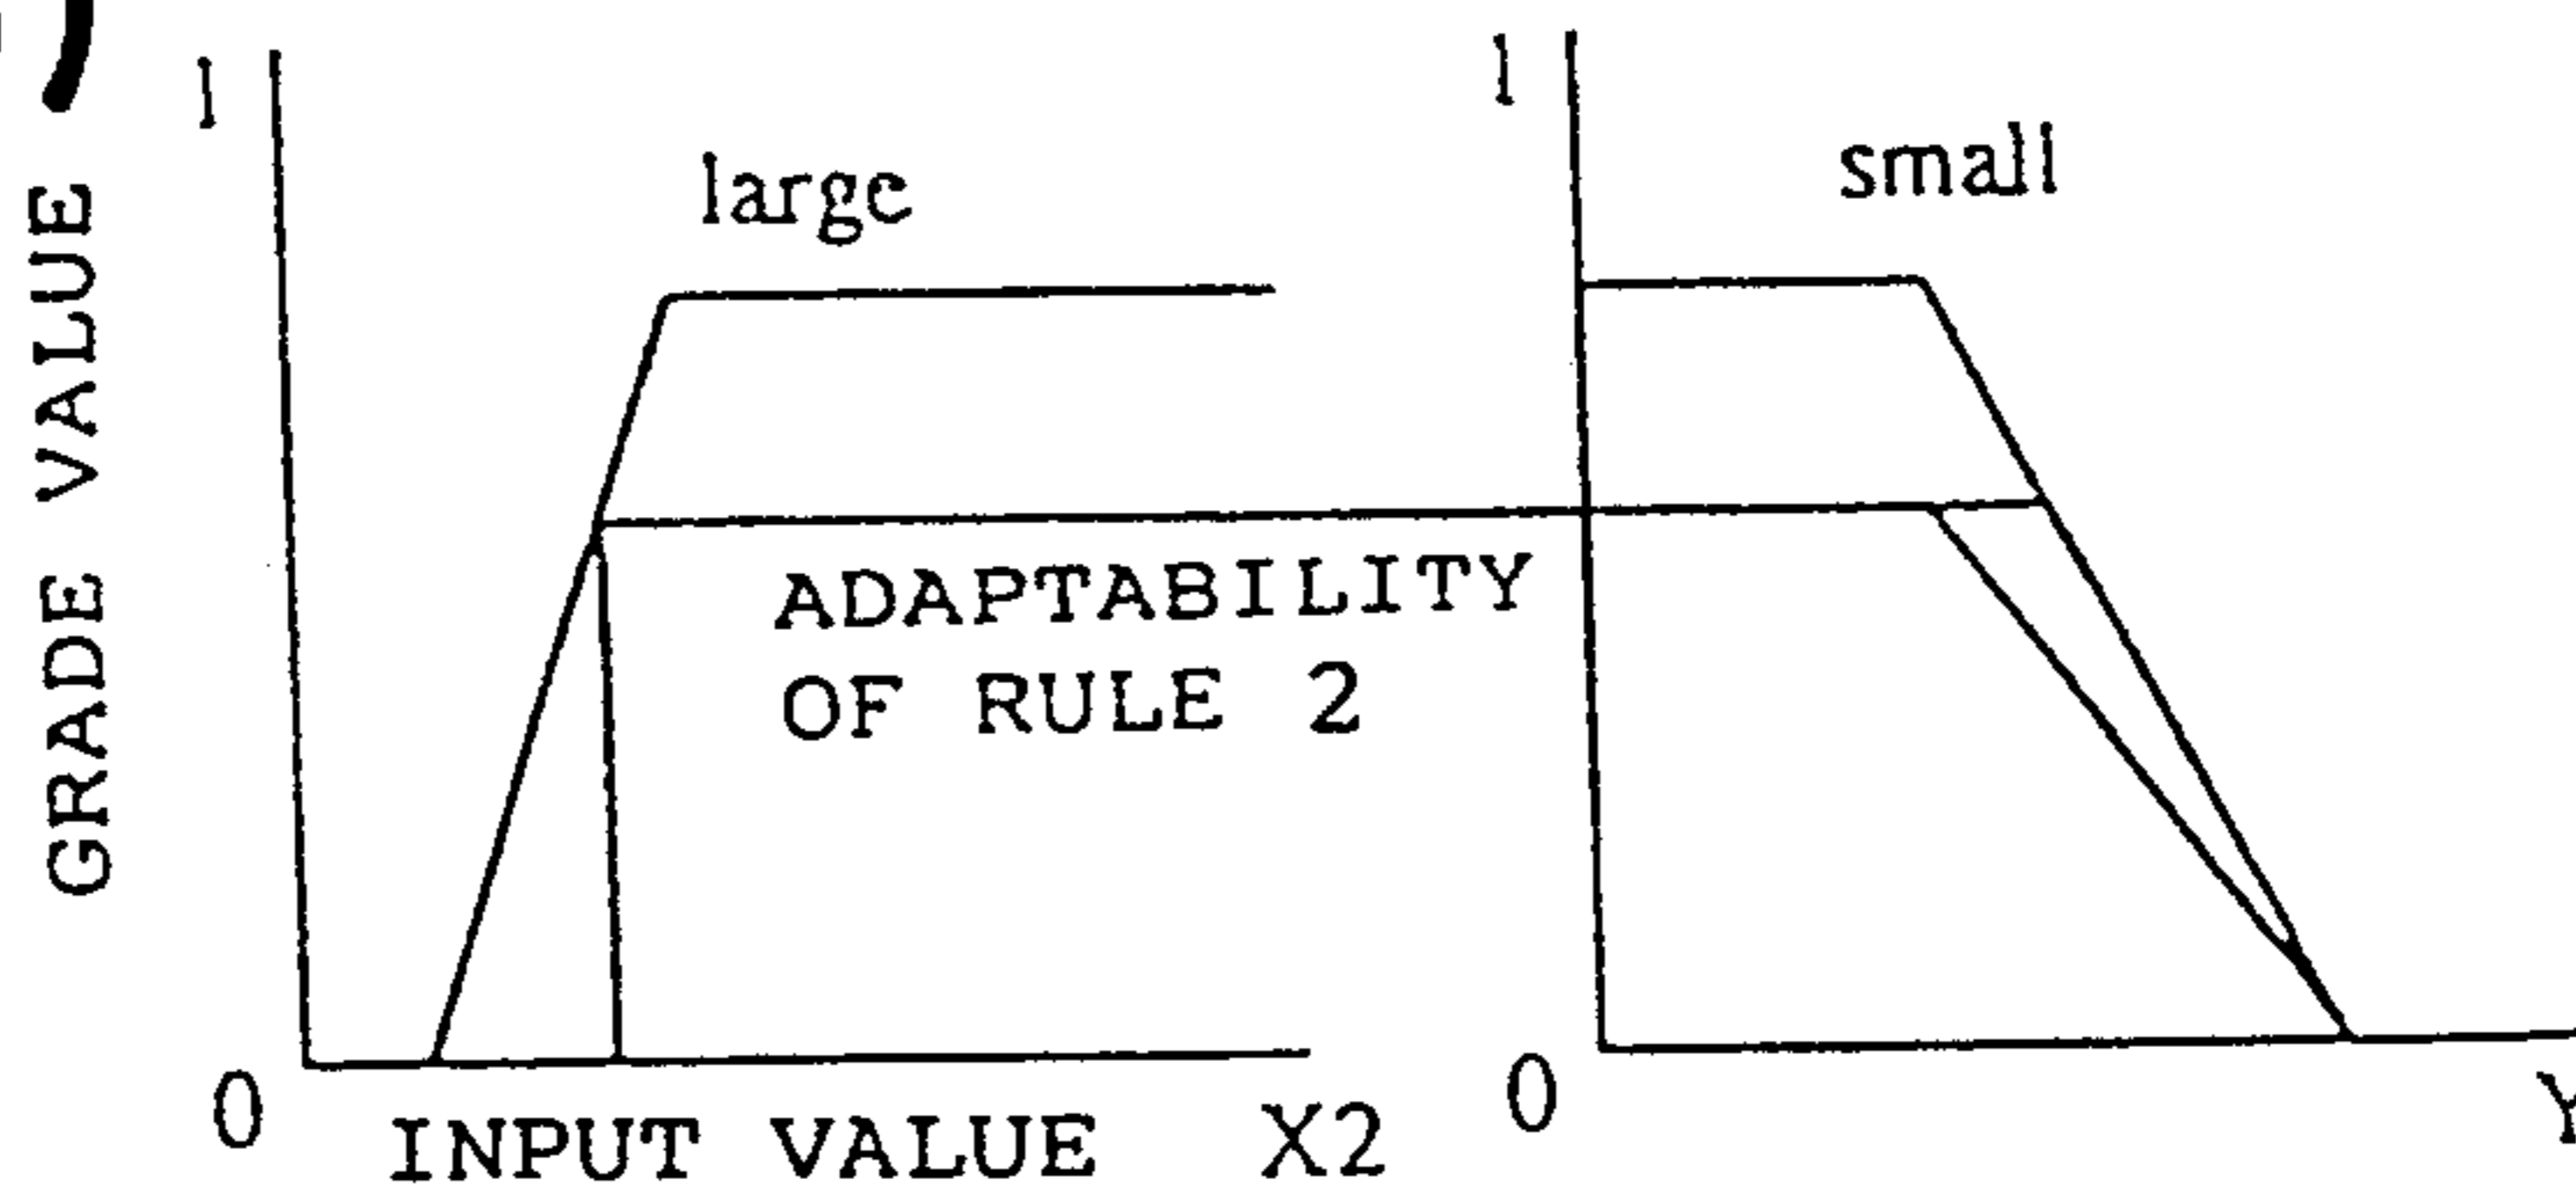 1
GRADE VALUE
large
ADAPTABILITY
OF RULE 2
0
INPUT VALUE X2
1
small
0
Y